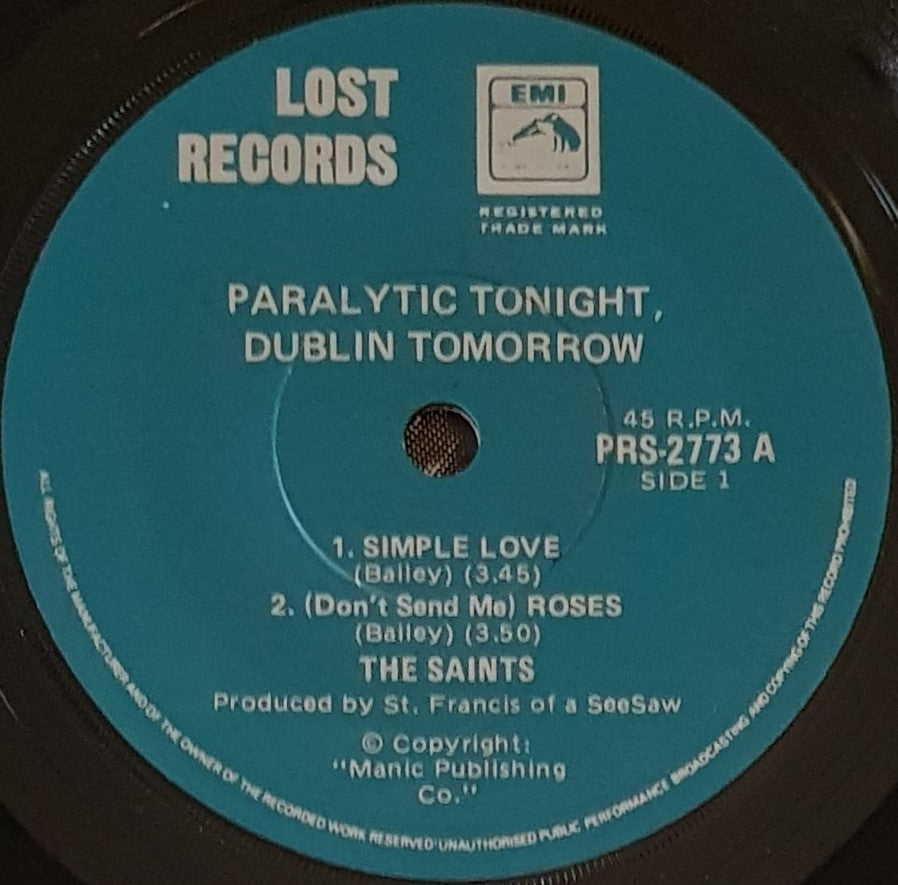 LOST
RECORDS
EMI
REGISTERED
TRADE MARK
PARALYTIC TONIGHT,
DUBLIN TOMORROW
45 R.P.M.
PRS-2773 A
SIDE 1
1. SIMPLE LOVE
(Bailey) (3.45)
2. (Don't Send Me) ROSES
(Bailey) (3.50)
THE SAINTS
Produced by St. Francis of a SeeSaw
© Copyright:
"Manic Publishing
Co."
ALL RIGHTS OF THE MANUFACTURER AND OF THE OWNER OF THE RECORDED WORK RESERVED·UNAUTHORISED PUBLIC PERFORMANCE BROADCASTING AND COPYING OF THIS RECORD PROHIBITED